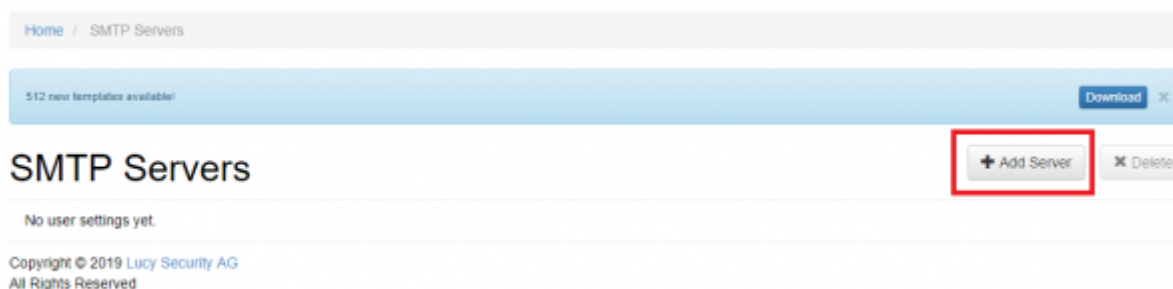 Home / SMTP Servers
512 new templates available!
Download ×
SMTP Servers
+ Add Server
✖ Delete
No user settings yet.
Copyright © 2019 Lucy Security AG
All Rights Reserved